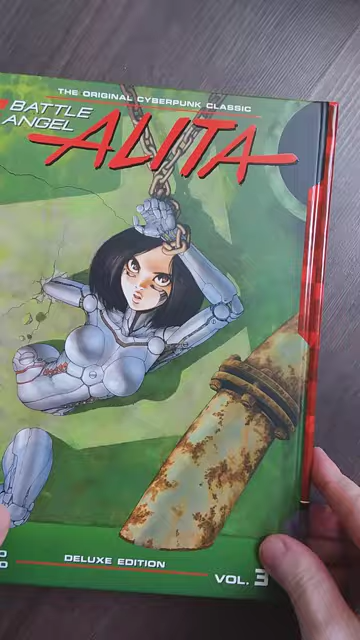 THE ORIGINAL CYBERPUNK CLASSIC
BATTLE
ANGEL
ALITA
DELUXE EDITION
VOL. 3